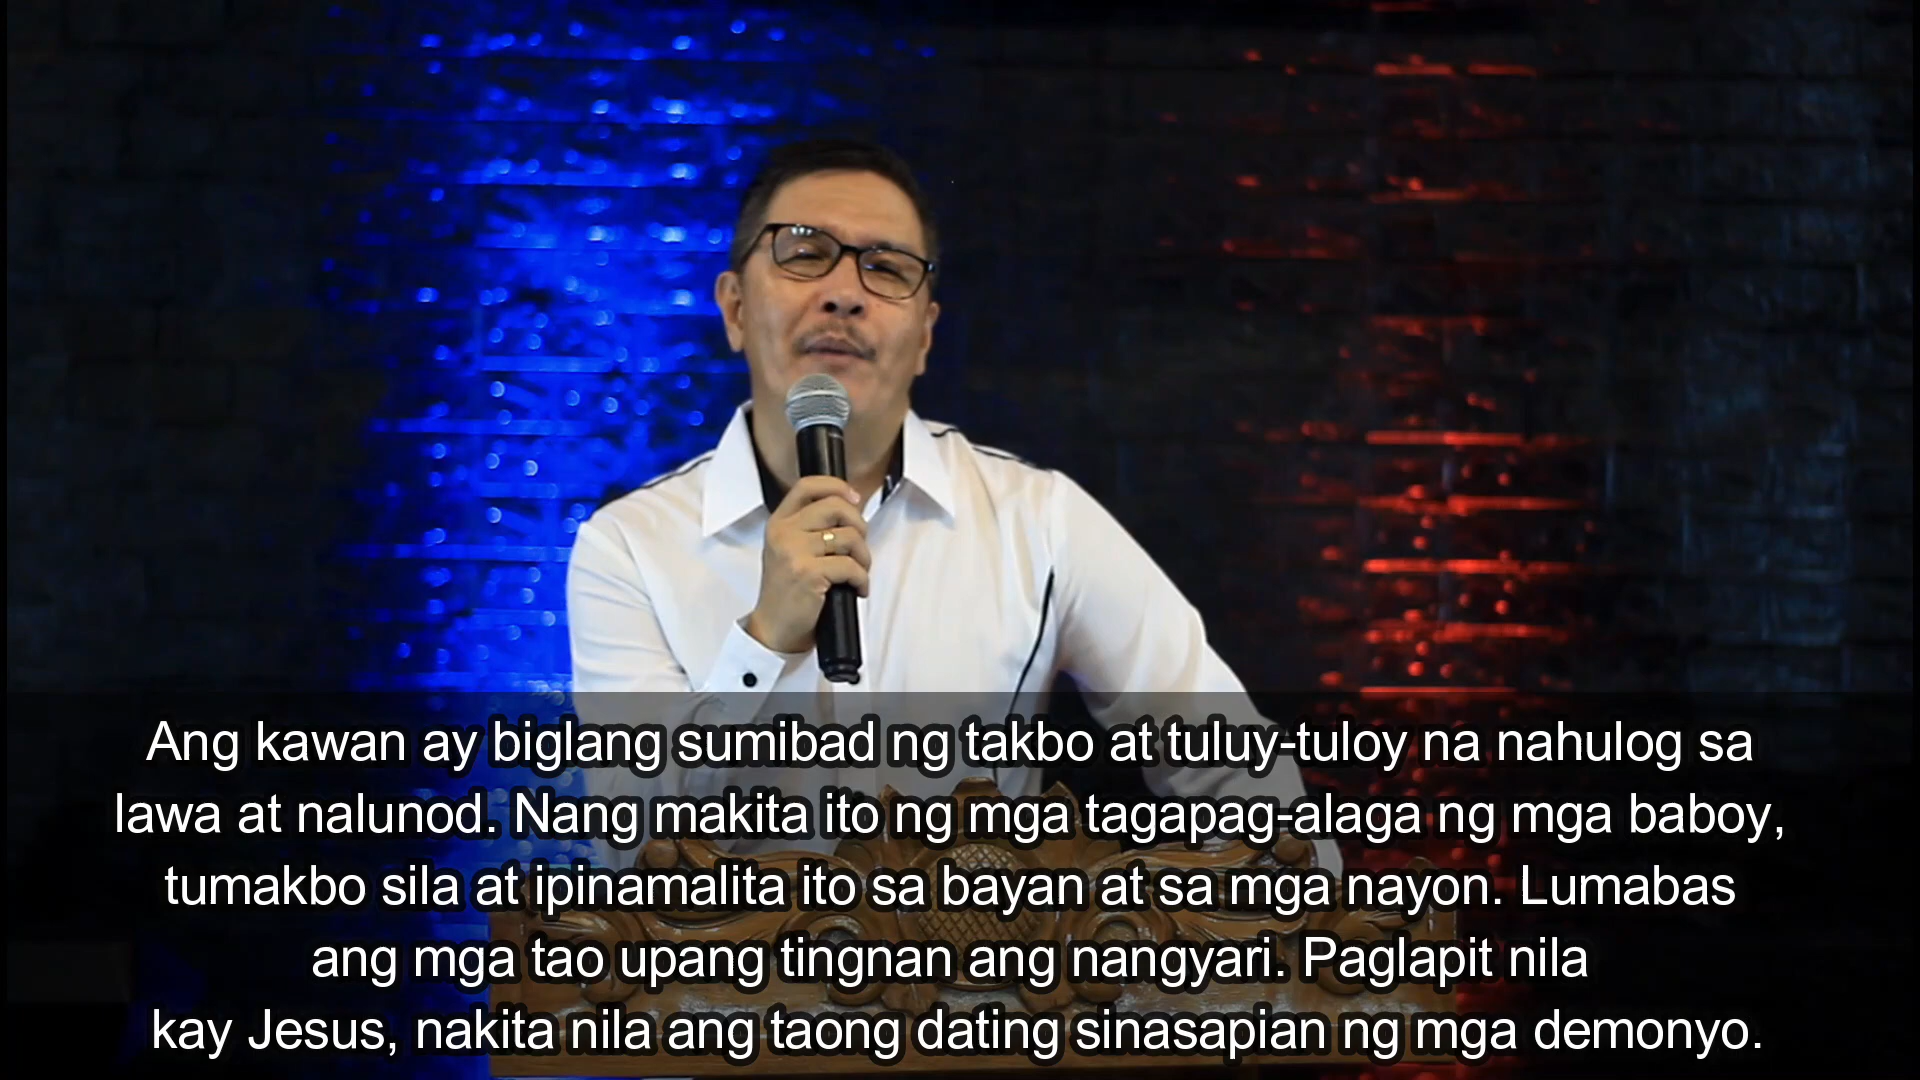 Ang kawan ay biglang sumibad ng takbo at tuluy-tuloy na nahulog sa
lawa at nalunod. Nang makita ito ng mga tagapag-alaga ng mga baboy,
tumakbo sila at ipinamalita ito sa bayan at sa mga nayon. Lumabas
ang mga tao upang tingnan ang nangyari. Paglapit nila
kay Jesus, nakita nila ang taong dating sinasapian ng mga demonyo.